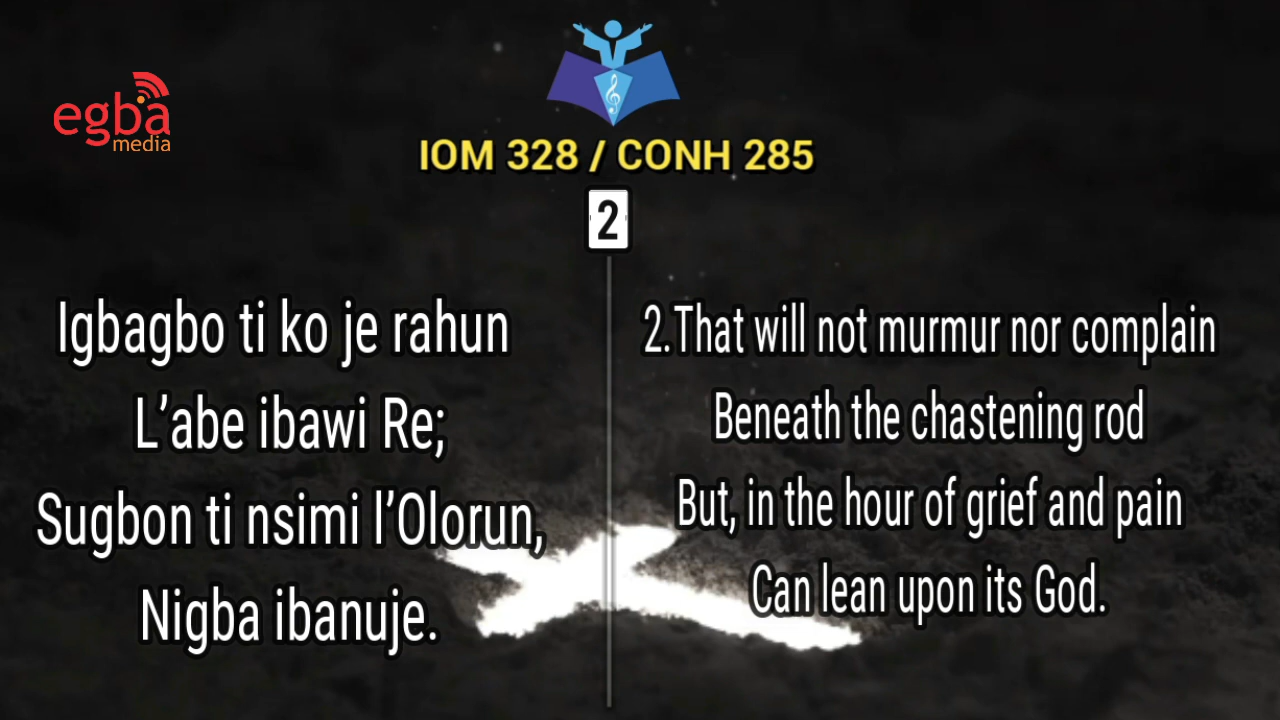 egba
media
IOM 328 / CONH 285
2
Igbagbo ti ko je rahun
L’abe ibawi Re;
Sugbon ti nsimi l’Olorun,
Nigba ibanuje.
2.That will not murmur nor complain
Beneath the chastening rod
But, in the hour of grief and pain
Can lean upon its God.